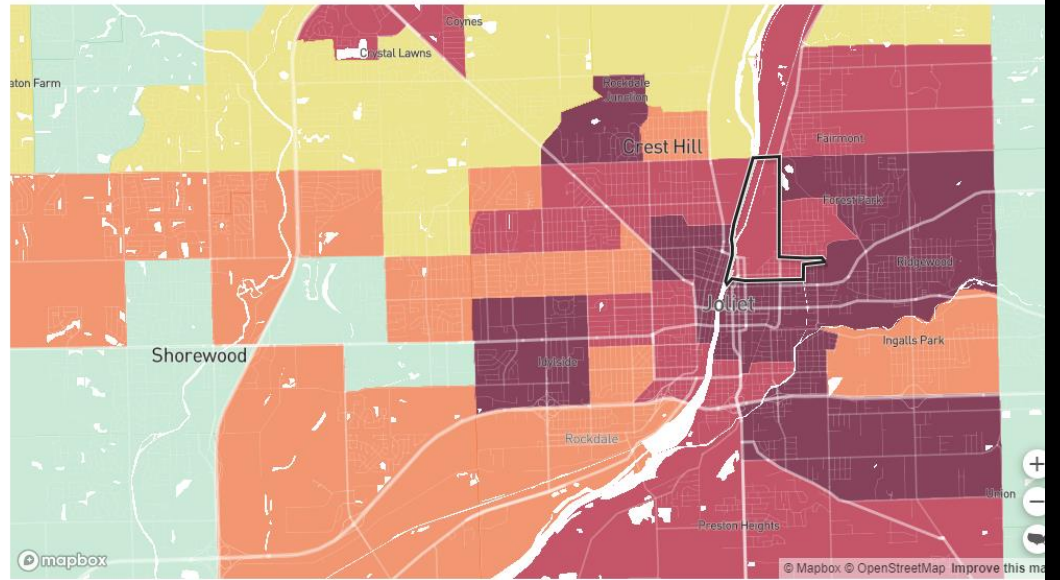 Coynes
Crystal Lawns
aton Farm
Rockdale
Junction
Crest Hill
Fairmont
Forest Park
Ridgewood
Joliet
Shorewood
Idylside
Ingalls Park
Rockdale
Union
Preston Heights
mapbox
© Mapbox © OpenStreetMap Improve this ma